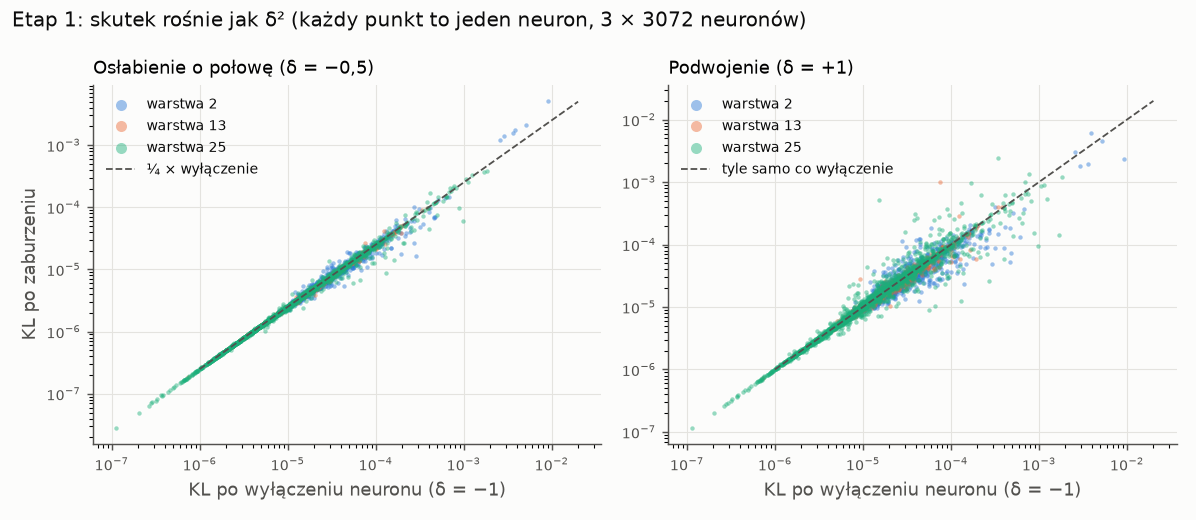 Etap 1: skutek rośnie jak δ² (każdy punkt to jeden neuron, 3 × 3072 neuronów)
Osłabienie o połowę (δ = −0,5)
warstwa 2
warstwa 13
warstwa 25
¼ × wyłączenie
KL po zaburzeniu
10⁻³
10⁻⁴
10⁻⁵
10⁻⁶
10⁻⁷
10⁻⁷ 10⁻⁶ 10⁻⁵ 10⁻⁴ 10⁻³ 10⁻²
KL po wyłączeniu neuronu (δ = −1)
Podwojenie (δ = +1)
warstwa 2
warstwa 13
warstwa 25
tyle samo co wyłączenie
10⁻²
10⁻³
10⁻⁴
10⁻⁵
10⁻⁶
10⁻⁷
10⁻⁷ 10⁻⁶ 10⁻⁵ 10⁻⁴ 10⁻³ 10⁻²
KL po wyłączeniu neuronu (δ = −1)